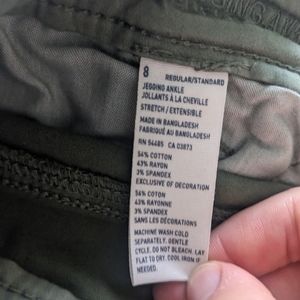 8
REGULAR/STANDARD
JEGGING ANKLE
JOLLANTS À LA CHEVILLE
STRETCH / EXTENSIBLE
MADE IN BANGLADESH
FABRIQUÉ AU BANGLADESH
RN 54485 CA 03873
54% COTTON
43% RAYON
3% SPANDEX
EXCLUSIVE OF DECORATION
54% COTON
43% RAYONNE
3% SPANDEX
SANS LES DÉCORATIONS
MACHINE WASH COLD
SEPARATELY. GENTLE
CYCLE. DO NOT BLEACH. LAY
FLAT TO DRY. COOL IRON IF
NEEDED.